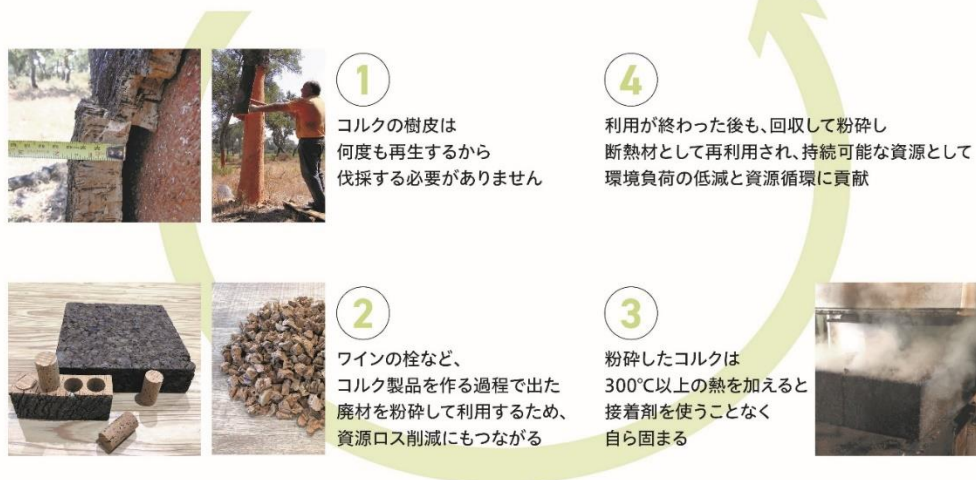 1
コルクの樹皮は
何度も再生するから
伐採する必要がありません
2
ワインの栓など、
コルク製品を作る過程で出た
廃材を粉砕して利用するため、
資源ロス削減にもつながる
3
粉砕したコルクは
300℃以上の熱を加えると
接着剤を使うことなく
自ら固まる
4
利用が終わった後も、回収して粉砕し
断熱材として再利用され、持続可能な資源として
環境負荷の低減と資源循環に貢献